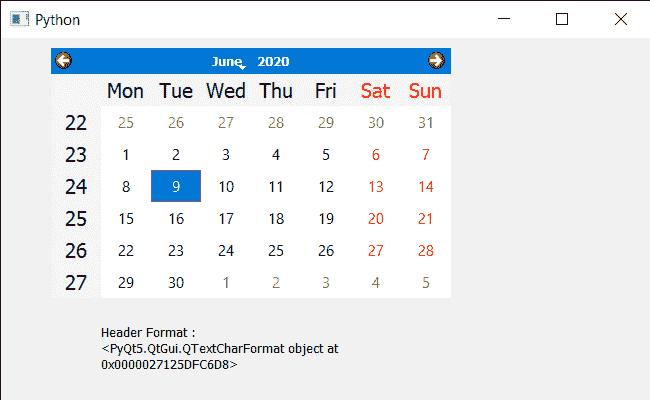 Python
June 2020
Mon Tue Wed Thu Fri Sat Sun
22 25 26 27 28 29 30 31
23 1 2 3 4 5 6 7
24 8 9 10 11 12 13 14
25 15 16 17 18 19 20 21
26 22 23 24 25 26 27 28
27 29 30 1 2 3 4 5
Header Format :
<PyQt5.QtGui.QTextCharFormat object at
0x0000027125DFC6D8>